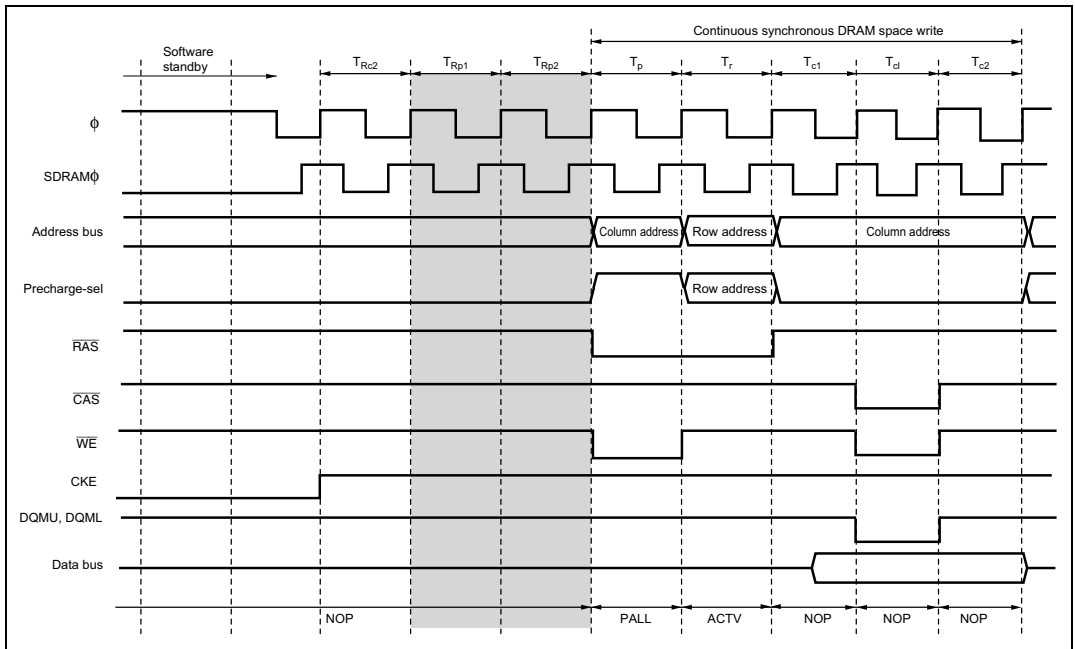 Continuous synchronous DRAM space write
Software
standby
TRc2 TRp1 TRp2 Tp Tr Tc1 Tcl Tc2
ϕ
SDRAMϕ
Address bus Column address Row address Column address
Precharge-sel Row address
RAS
CAS
WE
CKE
DQMU, DQML
Data bus
NOP PALL ACTV NOP NOP NOP